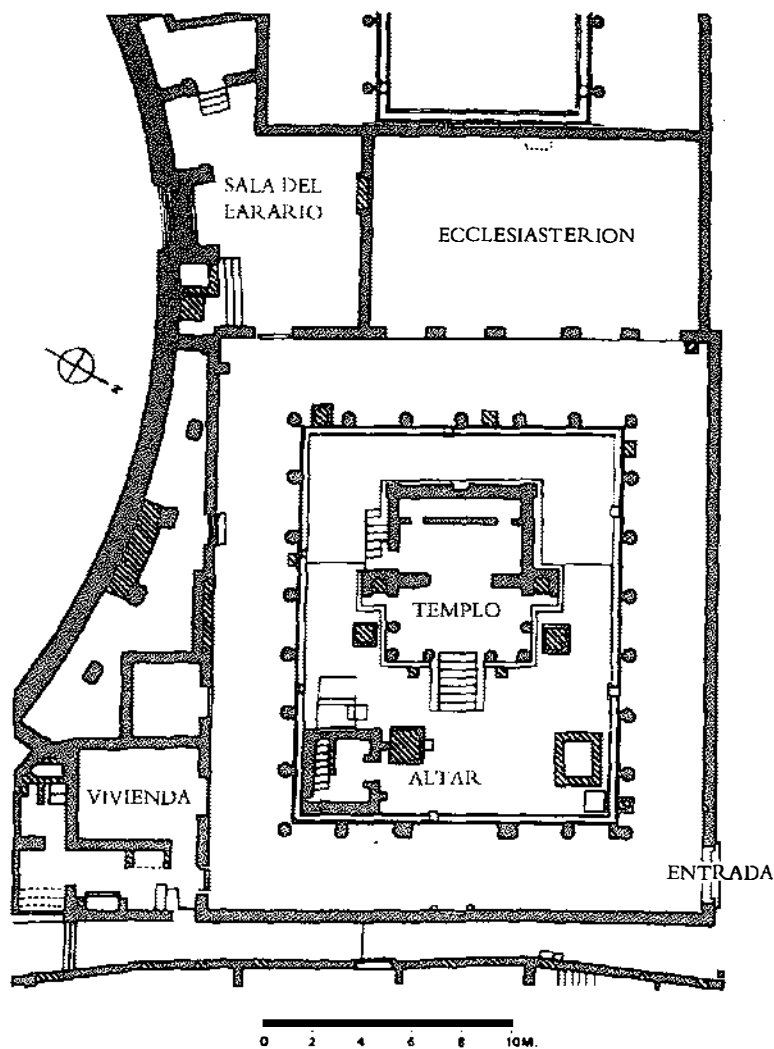 SALA DEL
LARARIO
ECCLESIASTERION
N
TEMPLO
ALTAR
VIVIENDA
ENTRADA
0 2 4 6 8 10M.